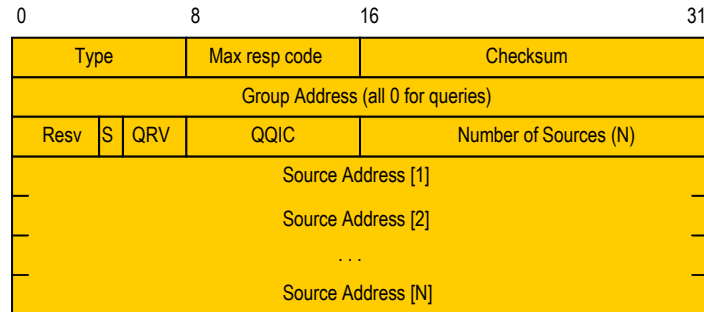 0 8 16 31
Type Max resp code Checksum
Group Address (all 0 for queries)
Resv S QRV QQIC Number of Sources (N)
Source Address [1]
Source Address [2]
. . .
Source Address [N]